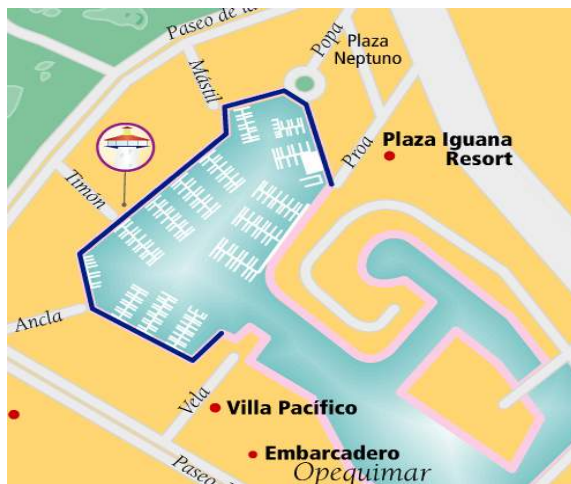 Paseo de la
Popa
Plaza
Neptuno
Mástil
Proa
Plaza Iguana
Resort
Timón
Ancla
Vela
Villa Pacífico
Embarcadero
Opequimar
Paseo de